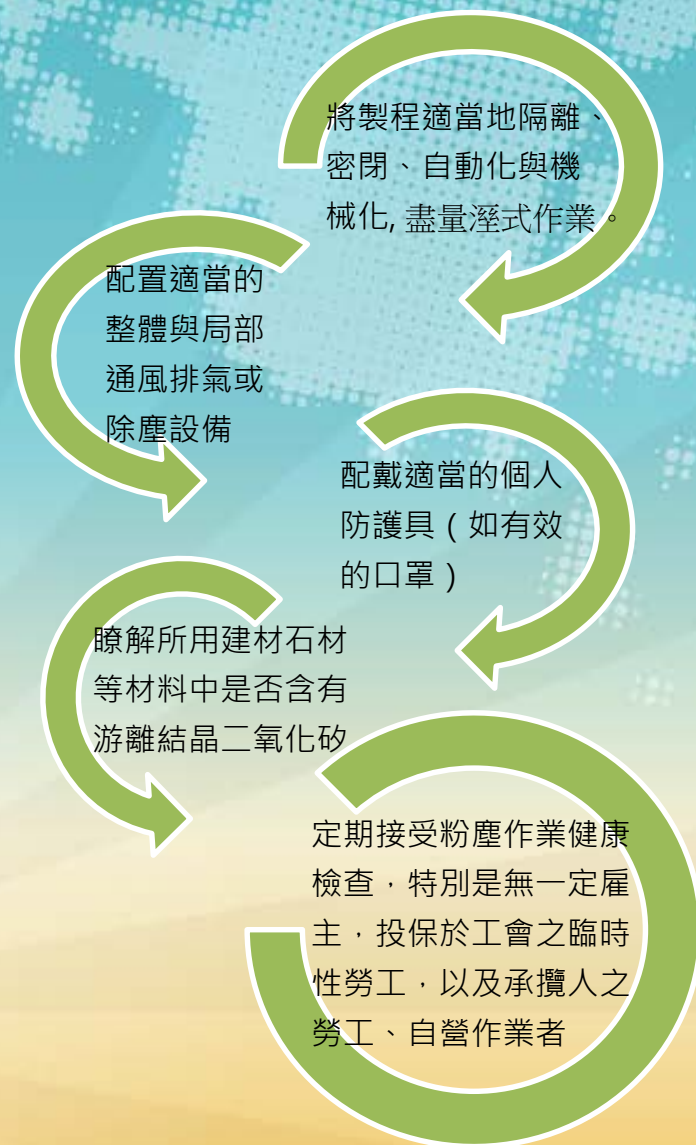 將製程適當地隔離、
密閉、自動化與機
械化, 盡量溼式作業。
配置適當的
整體與局部
通風排氣或
除塵設備
配戴適當的個人
防護具（如有效
的口罩）
瞭解所用建材石材
等材料中是否含有
游離結晶二氧化矽
定期接受粉塵作業健康
檢查，特別是無一定雇
主，投保於工會之臨時
性勞工，以及承攬人之
勞工、自營作業者